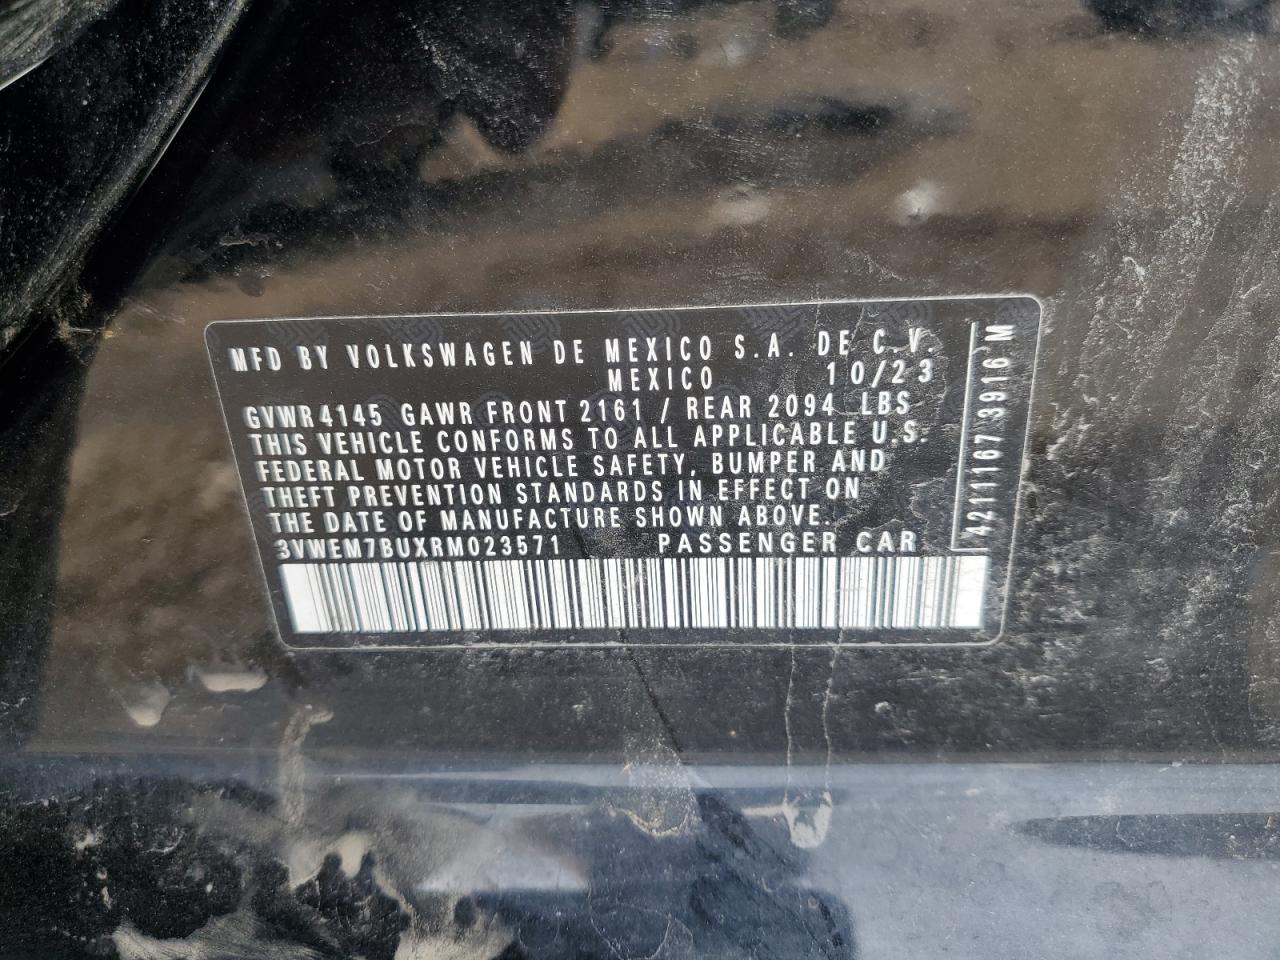 MFD BY VOLKSWAGEN DE MEXICO S.A. DE C.V.
MEXICO 10/23
GVWR 4145 GAWR FRONT 2161 / REAR 2094 LBS
THIS VEHICLE CONFORMS TO ALL APPLICABLE U.S.
FEDERAL MOTOR VEHICLE SAFETY, BUMPER AND
THEFT PREVENTION STANDARDS IN EFFECT ON
THE DATE OF MANUFACTURE SHOWN ABOVE.
3VWEM7BUXRM023571 PASSENGER CAR
4211167 3916 M